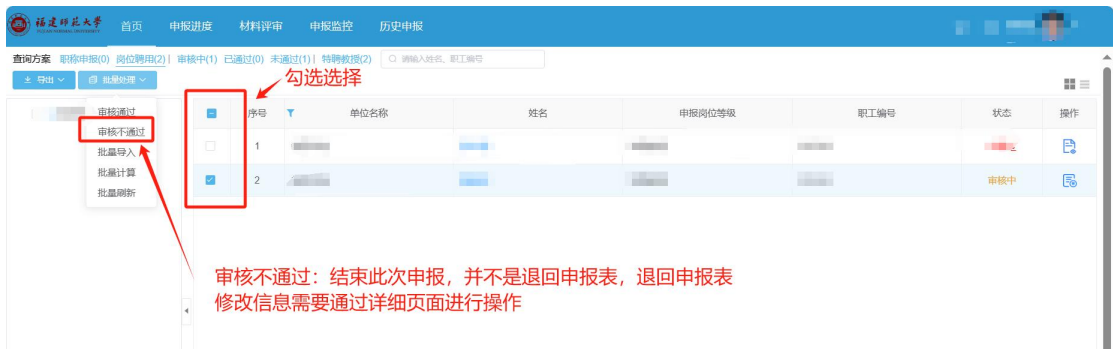 福建师范大学 首页 申报进度 材料评审 申报监控 历史申报
查询方案 职称申报(0) 岗位聘用(2)| 审核中(1) 已通过(0) 未通过(1)| 特聘教授(2) 请输入姓名、职工编号
导出 批量处理
勾选选择
审核通过
审核不通过
批量导入
批量计算
批量刷新
序号 单位名称 姓名 申报岗位等级 职工编号 状态 操作
1
2 审核中
审核不通过：结束此次申报，并不是退回申报表，退回申报表
修改信息需要通过详细页面进行操作